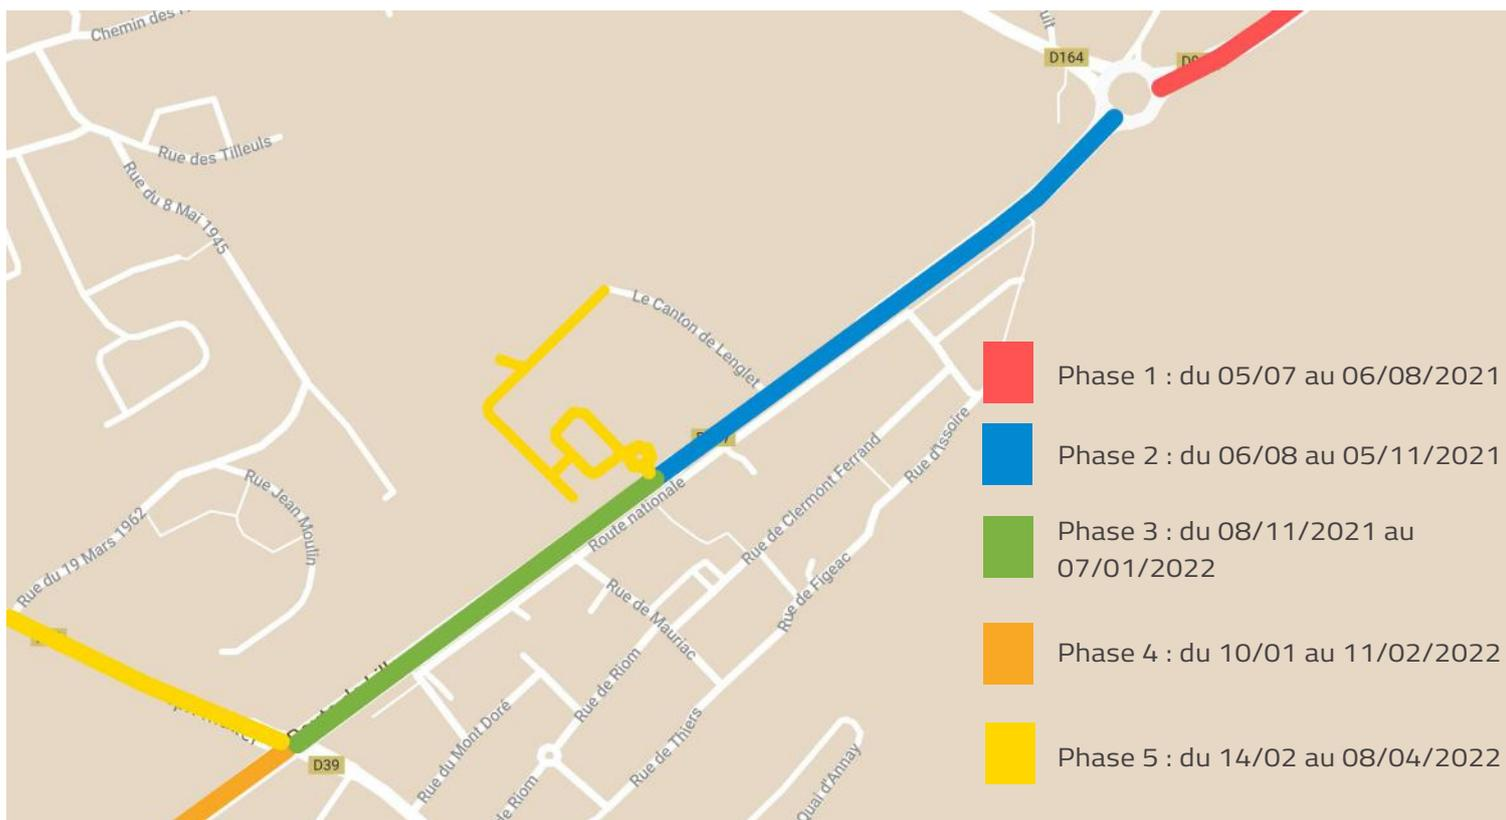 Chemin des
uit
D164
Rue des Tilleuls
Rue du 8 Mai 1945
Le Canton de Lenglet
Phase 1 : du 05/07 au 06/08/2021
Phase 2 : du 06/08 au 05/11/2021
Rue d'Issoire
Rue de Clermont Ferrand
Route nationale
Rue Jean Moulin
Rue du 19 Mars 1962
Phase 3 : du 08/11/2021 au
07/01/2022
Rue de Figeac
Rue de Mauriac
Phase 4 : du 10/01 au 11/02/2022
Rue de Riom
Rue du Mont Doré
Rue de Thiers
D39
Quai d'Annay
de Riom
Phase 5 : du 14/02 au 08/04/2022